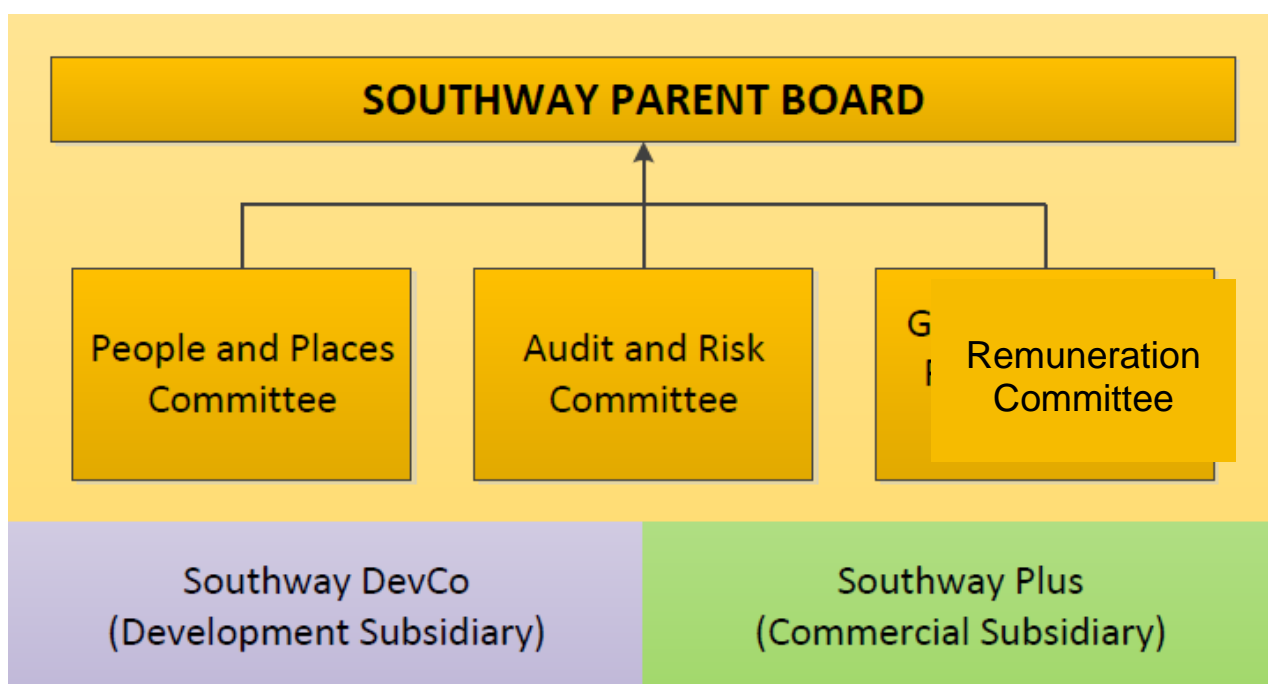 SOUTHWAY PARENT BOARD
People and Places
Committee
Audit and Risk
Committee
Remuneration
Committee
Southway DevCo
(Development Subsidiary)
Southway Plus
(Commercial Subsidiary)